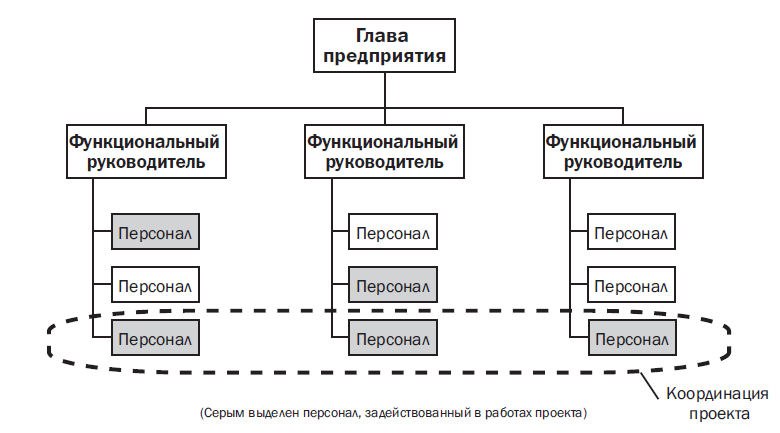 Глава
предприятия
Функциональный
руководитель
Функциональный
руководитель
Функциональный
руководитель
Персонал
Персонал
Персонал
Персонал
Персонал
Персонал
Персонал
Персонал
Персонал
Координация
проекта
(Серым выделен персонал, задействованный в работах проекта)